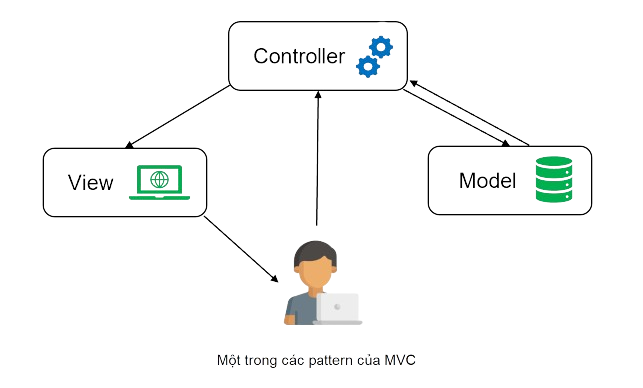 Controller
View
Model
Một trong các pattern của MVC